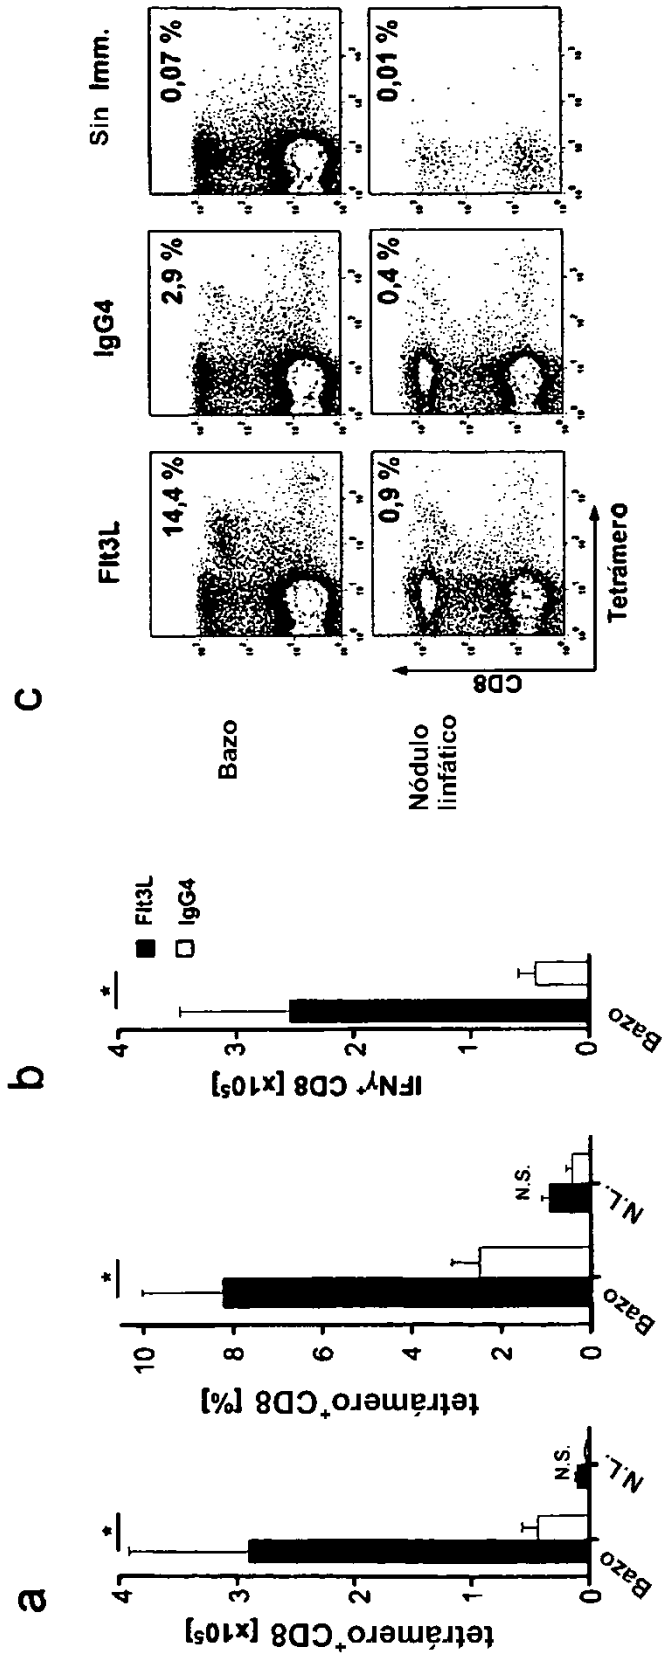 a
tetrámero⁺CD8 [x10⁵]
4
3
2
1
0
*
N.S.
Bazo
N.L.
tetrámero⁺CD8 [%]
10
8
6
4
2
0
*
N.S.
Bazo
N.L.
b
IFNγ⁺ CD8 [x10⁵]
4
3
2
1
0
*
Bazo
Flt3L
IgG4
c
Flt3L
IgG4
Sin Imm.
Bazo
14,4 %
2,9 %
0,07 %
Nódulo
linfático
0,9 %
0,4 %
0,01 %
CD8
Tetrámero